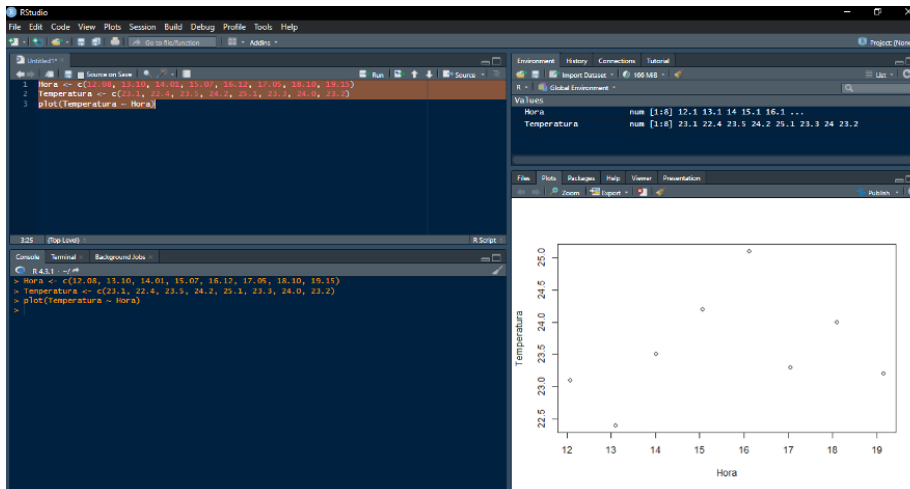 RStudio
File Edit Code View Plots Session Build Debug Profile Tools Help
Go to file/function Addins
Project: (None
Untitled1*
Source on Save Run Source
1 Hora <- c(12.08, 13.10, 14.01, 15.07, 16.12, 17.05, 18.10, 19.15)
2 Temperatura <- c(23.1, 22.4, 23.5, 24.2, 25.1, 23.3, 24.0, 23.2)
3 plot(Temperatura ~ Hora)
3:25 (Top Level) R Script
Console Terminal Background Jobs
R 4.3.1 · ~/
> Hora <- c(12.08, 13.10, 14.01, 15.07, 16.12, 17.05, 18.10, 19.15)
> Temperatura <- c(23.1, 22.4, 23.5, 24.2, 25.1, 23.3, 24.0, 23.2)
> plot(Temperatura ~ Hora)
>
Environment History Connections Tutorial
Import Dataset 166 MiB List
R Global Environment
Values
Hora num [1:8] 12.1 13.1 14 15.1 16.1 ...
Temperatura num [1:8] 23.1 22.4 23.5 24.2 25.1 23.3 24 23.2
Files Plots Packages Help Viewer Presentation
Zoom Export Publish
Temperatura
25.0
24.5
24.0
23.5
23.0
22.5
12 13 14 15 16 17 18 19
Hora